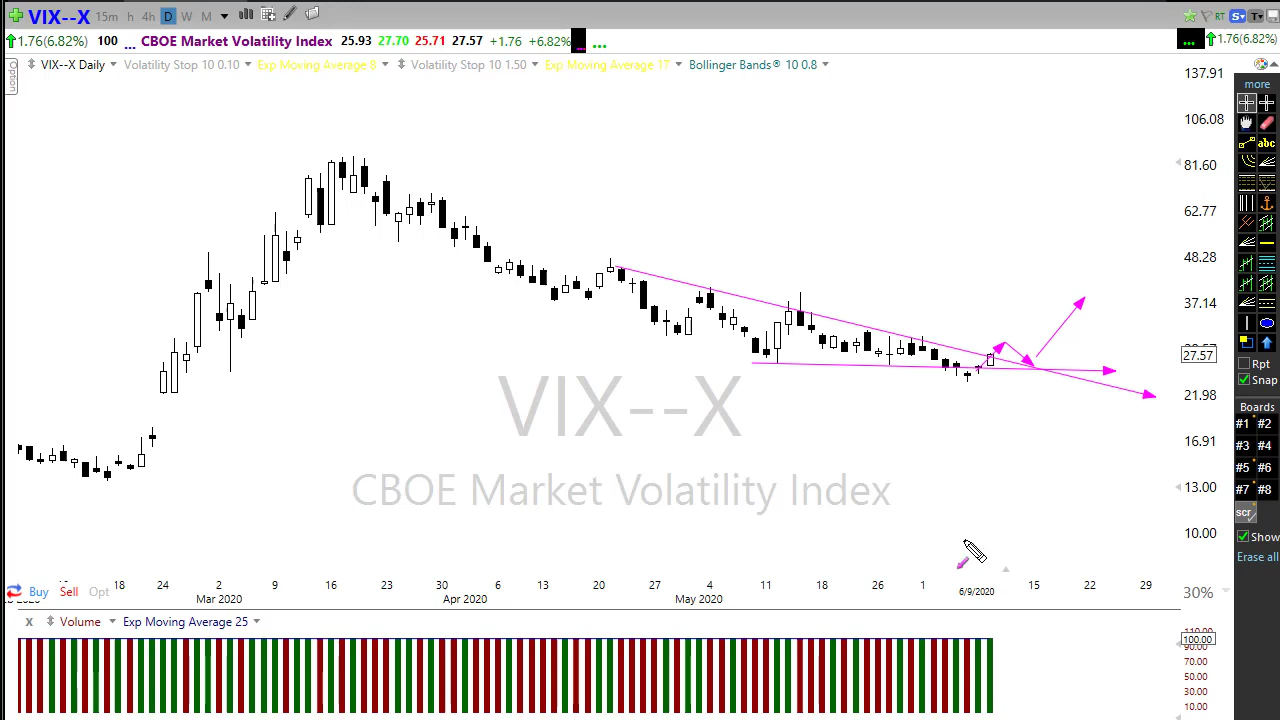 VIX--X 15m h 4h D W M RT S T
1.76(6.82%) 100 ... CBOE Market Volatility Index 25.93 27.70 25.71 27.57 +1.76 +6.82% ... ... ... 1.76(6.82%)
Option VIX--X Daily Volatility Stop 10 0.10 Exp Moving Average 8 Volatility Stop 10 1.50 Exp Moving Average 17 Bollinger Bands® 10 0.8
137.91
106.08
81.60
62.77
48.28
37.14
27.57
21.98
16.91
13.00
10.00
VIX--X
CBOE Market Volatility Index
18 24 2 9 16 23 30 6 13 20 27 4 11 18 26 1 15 22 29
Mar 2020 April 2020 May 2020 6/9/2020
Buy Sell Opt 30%
X Volume Exp Moving Average 25
110.00
100.00
90.00
70.00
50.00
30.00
10.00
more
abc
Rpt
Snap
Boards
#1 #2
#3 #4
#5 #6
#7 #8
scr
Show
Erase all